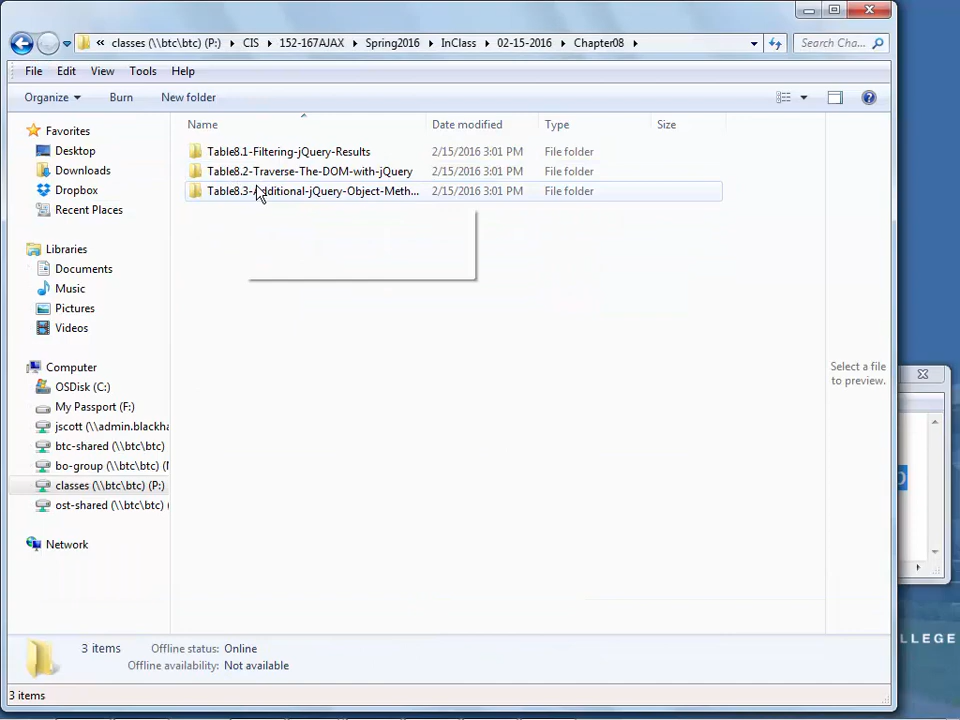 « classes (\\btc\btc) (P:) CIS 152-167AJAX Spring2016 InClass 02-15-2016 Chapter08 Search Cha...
File Edit View Tools Help
Organize Burn New folder
Name Date modified Type Size
Favorites
Desktop
Downloads
Dropbox
Recent Places
Libraries
Documents
Music
Pictures
Videos
Computer
OSDisk (C:)
My Passport (F:)
jscott (\\admin.blackha
btc-shared (\\btc\btc)
bo-group (\\btc\btc) (
classes (\\btc\btc) (P:)
ost-shared (\\btc\btc) (
Network
Table8.1-Filtering-jQuery-Results 2/15/2016 3:01 PM File folder
Table8.2-Traverse-The-DOM-with-jQuery 2/15/2016 3:01 PM File folder
Table8.3-Additional-jQuery-Object-Meth... 2/15/2016 3:01 PM File folder
Select a file
to preview.
3 items Offline status: Online
Offline availability: Not available
3 items
LLEGE